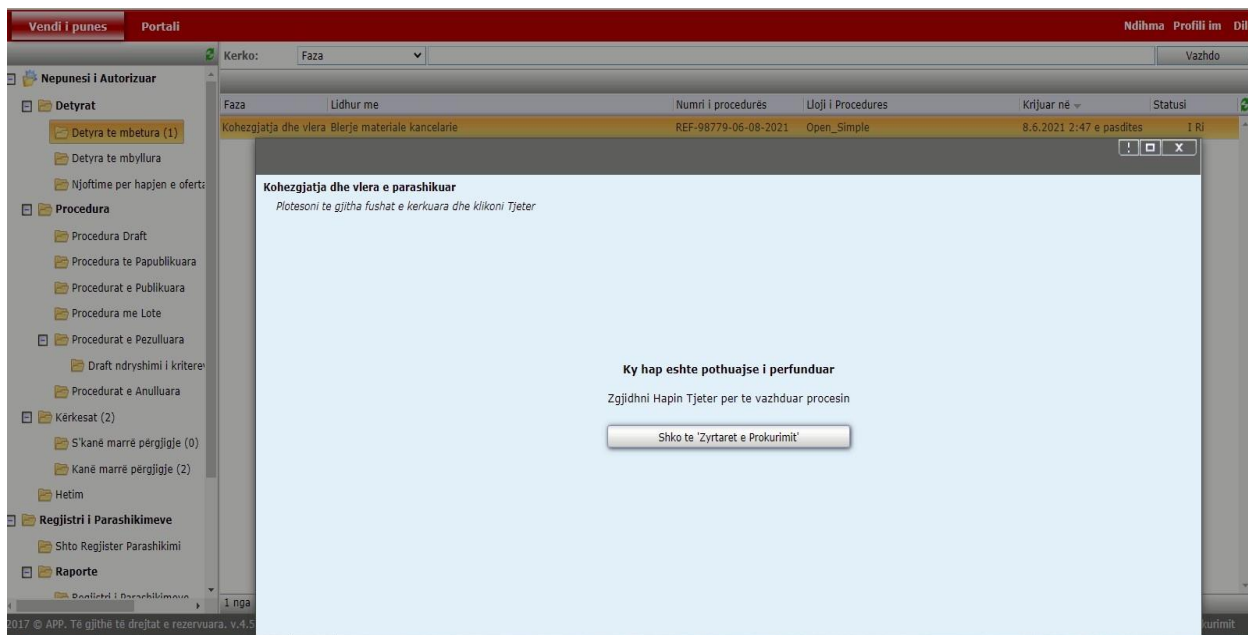 Vendi i punes Portali Ndihma Profili im
Kerko: Faza Vazhdo
Nepunesi i Autorizuar
Detyrat
Detyra te mbetura (1)
Detyra te mbyllura
Njoftime per hapjen e oferta
Procedura
Procedura Draft
Procedura te Papublikuara
Procedurat e Publikuara
Procedura me Lote
Procedurat e Pezulluara
Draft ndryshimi i kritere
Procedurat e Anulluara
Kërkesat (2)
S'kanë marrë përgjigje (0)
Kanë marrë përgjigje (2)
Hetim
Regjistri i Parashikimeve
Shto Regjister Parashikimi
Raporte
Regjistri i Parashikimeve
Faza Lidhur me Numri i procedurës Lloji i Procedures Krijuar në Statusi
Kohezgjatja dhe vlera Blerje materiale kancelarie REF-98779-06-08-2021 Open_Simple 8.6.2021 2:47 e pasdites I Ri
! X
Kohezgjatja dhe vlera e parashikuar
Plotesoni te gjitha fushat e kerkuara dhe klikoni Tjeter
Ky hap eshte pothuajse i perfunduar
Zgjidhni Hapin Tjeter per te vazhduar procesin
Shko te 'Zyrtaret e Prokurimit'
1 nga
2017 © APP. Të gjithë të drejtat e rezervuara. v.4.5